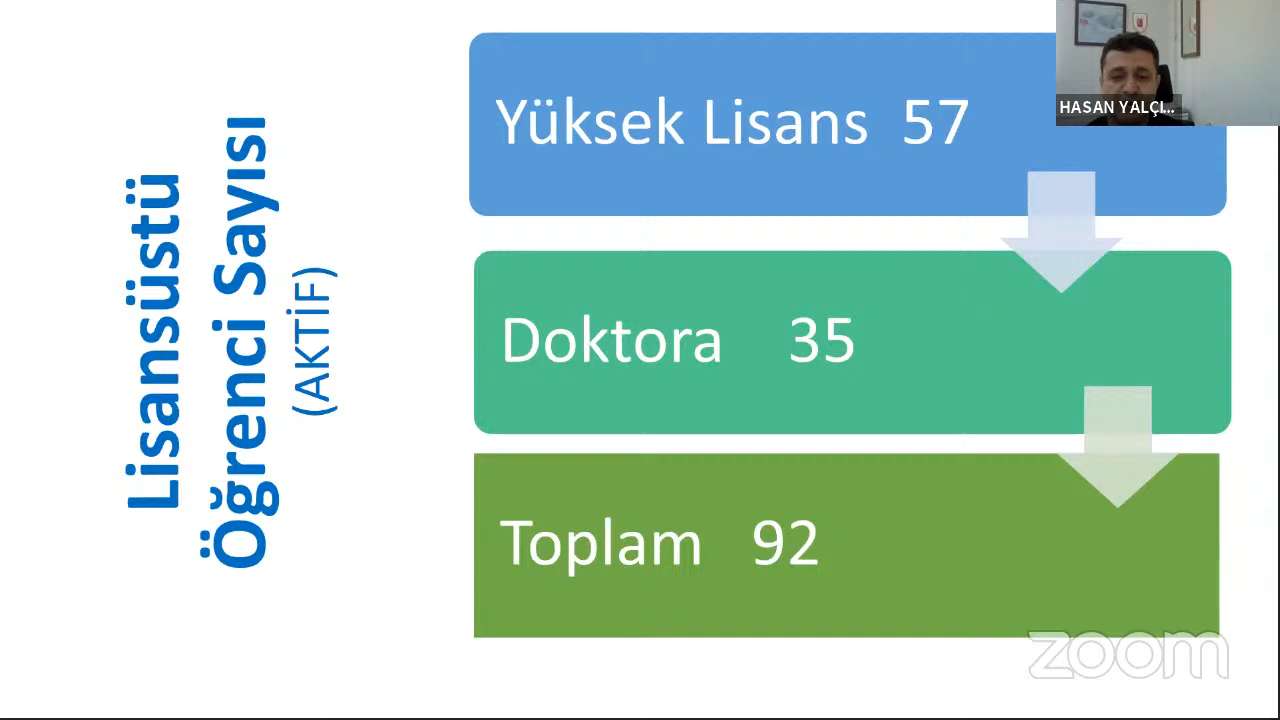 Lisansüstü
Öğrenci Sayısı
(AKTİF)
Yüksek Lisans 57
Doktora 35
Toplam 92
HASAN YALÇI...
zoom